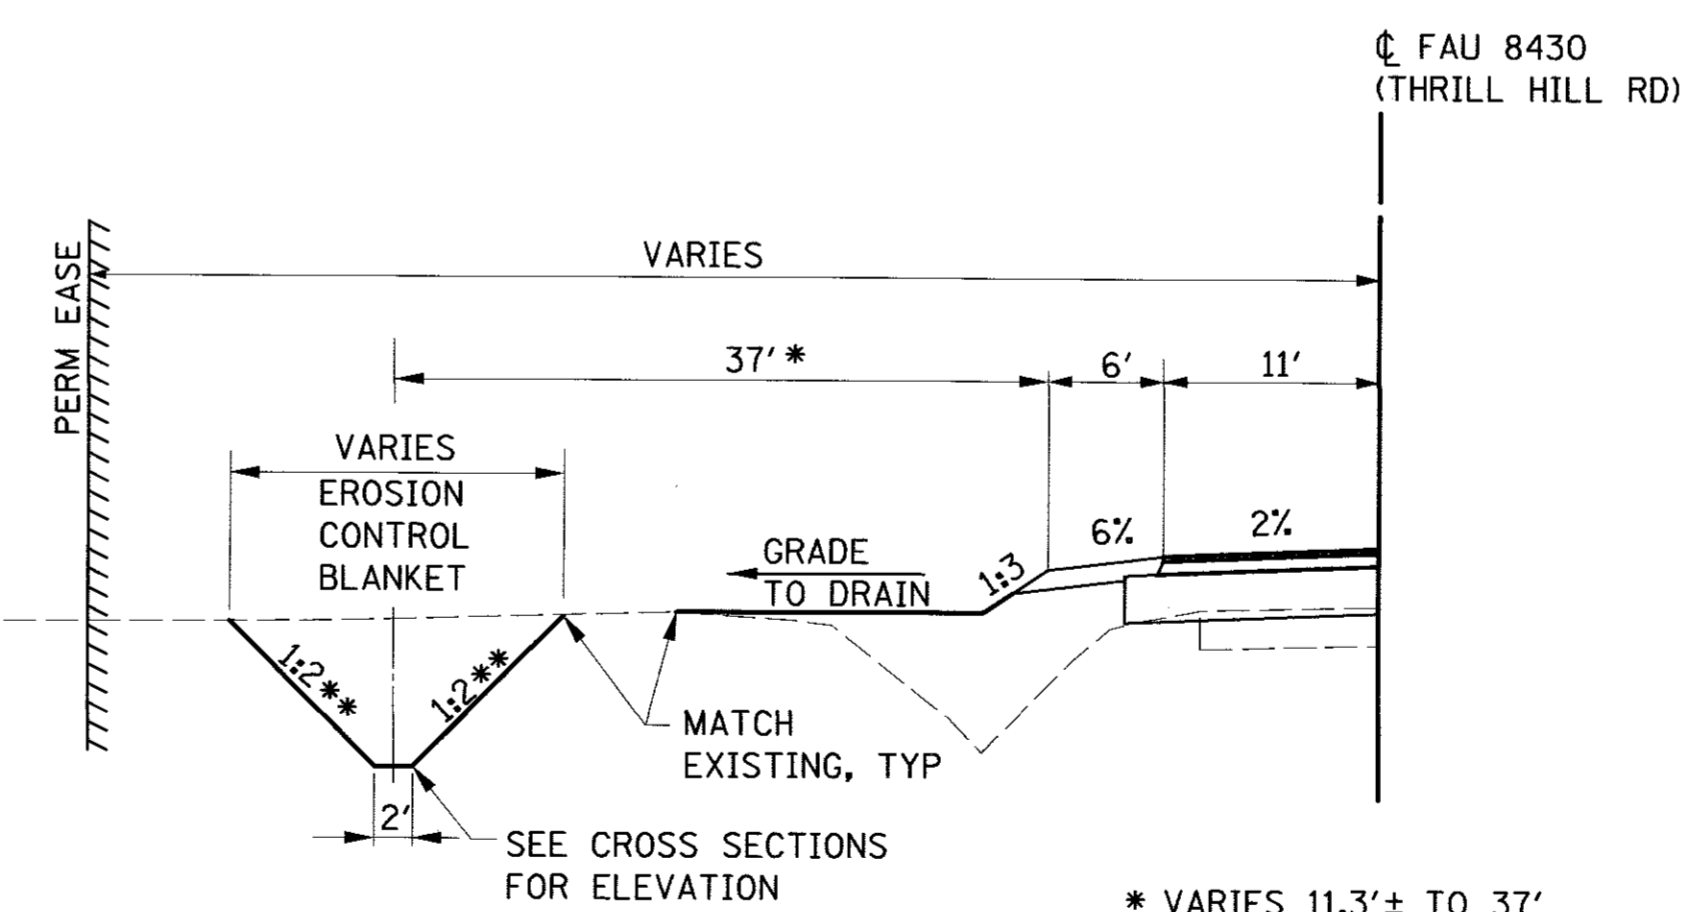 ℄ FAU 8430
(THRILL HILL RD)
PERM EASE
VARIES
37' *
6'
11'
VARIES
EROSION
CONTROL
BLANKET
GRADE
TO DRAIN
1:3
6%
2%
1:2**
1:2**
MATCH
EXISTING, TYP
2'
SEE CROSS SECTIONS
FOR ELEVATION
* VARIES 11.3'± TO 37'